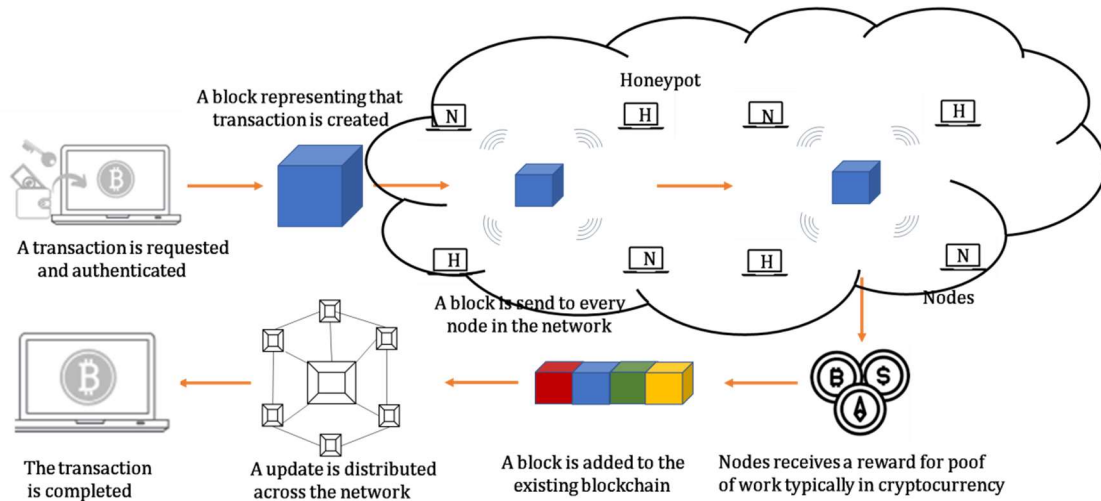 Honeypot
A block representing that
transaction is created
N
H
N
H
A transaction is requested
and authenticated
H
N
H
N
Nodes
A block is send to every
node in the network
The transaction
is completed
A update is distributed
across the network
A block is added to the
existing blockchain
Nodes receives a reward for poof
of work typically in cryptocurrency